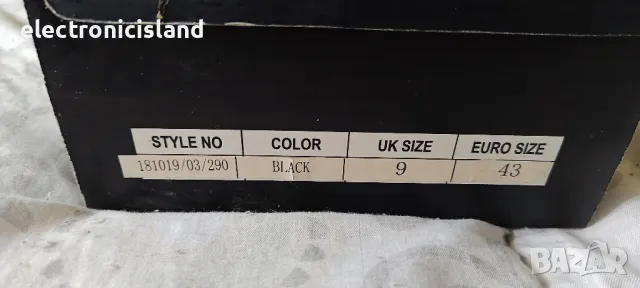 electronicisland
STYLE NO COLOR UK SIZE EURO SIZE
181019/03/290 BLACK 9 43
BAZAR